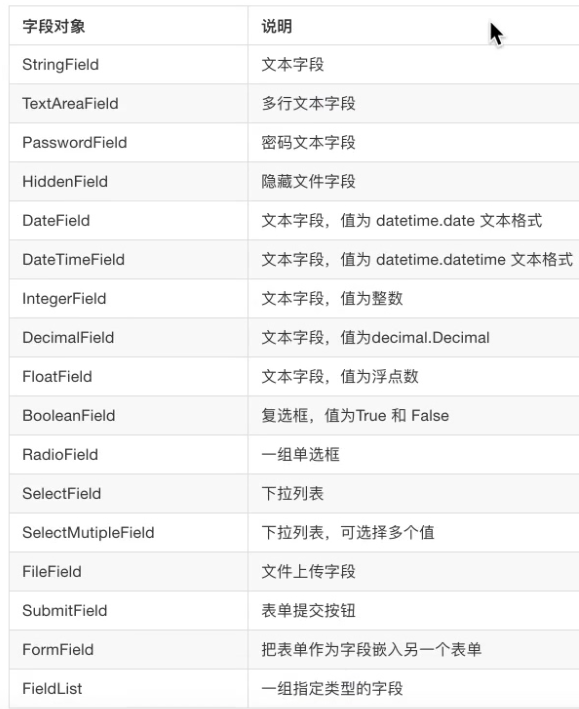 字段对象 说明
StringField 文本字段
TextAreaField 多行文本字段
PasswordField 密码文本字段
HiddenField 隐藏文件字段
DateField 文本字段，值为 datetime.date 文本格式
DateTimeField 文本字段，值为 datetime.datetime 文本格式
IntegerField 文本字段，值为整数
DecimalField 文本字段，值为decimal.Decimal
FloatField 文本字段，值为浮点数
BooleanField 复选框，值为True 和 False
RadioField 一组单选框
SelectField 下拉列表
SelectMutipleField 下拉列表，可选择多个值
FileField 文件上传字段
SubmitField 表单提交按钮
FormField 把表单作为字段嵌入另一个表单
FieldList 一组指定类型的字段